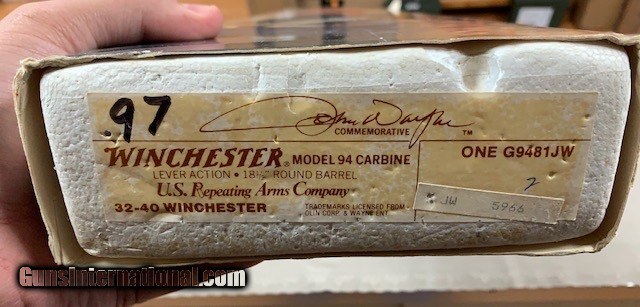 .97
John Wayne ™
COMMEMORATIVE
WINCHESTER® MODEL 94 CARBINE
LEVER ACTION • 18½" ROUND BARREL
U.S. Repeating Arms Company
32-40 WINCHESTER
TRADEMARKS LICENSED FROM
OLIN CORP. & WAYNE ENT.
ONE G9481JW
2
JW 5966
GunsInternational.com